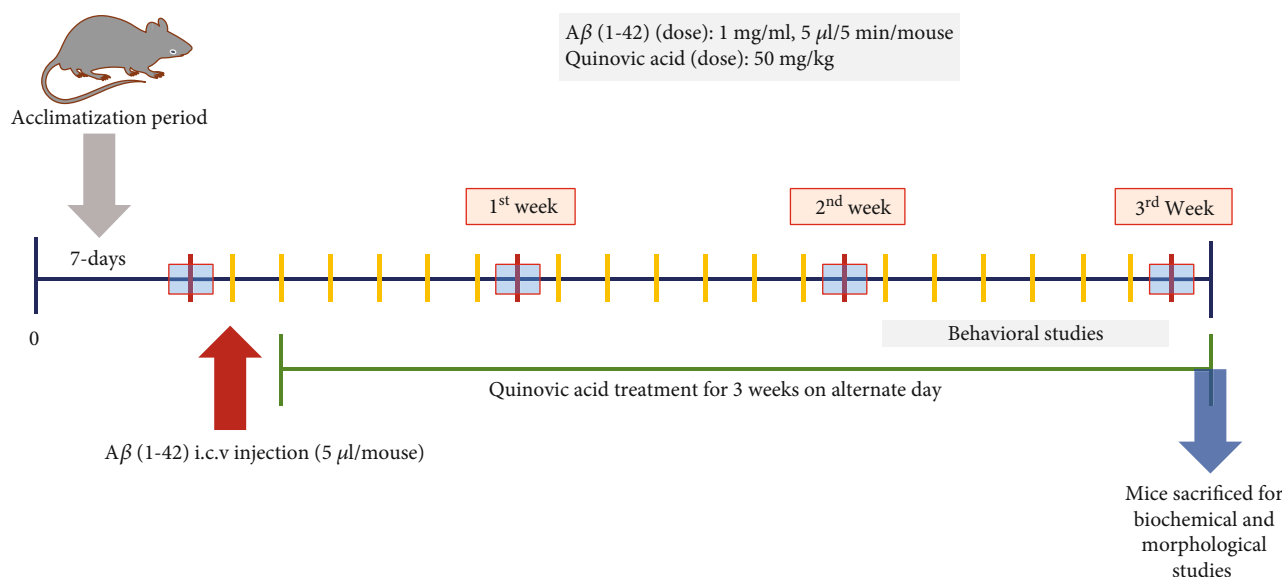 Aβ (1-42) (dose): 1 mg/ml, 5 μl/5 min/mouse
Quinovic acid (dose): 50 mg/kg
Acclimatization period
1st week
2nd week
3rd Week
7-days
0
Behavioral studies
Quinovic acid treatment for 3 weeks on alternate day
Aβ (1-42) i.c.v injection (5 μl/mouse)
Mice sacrificed for
biochemical and
morphological
studies